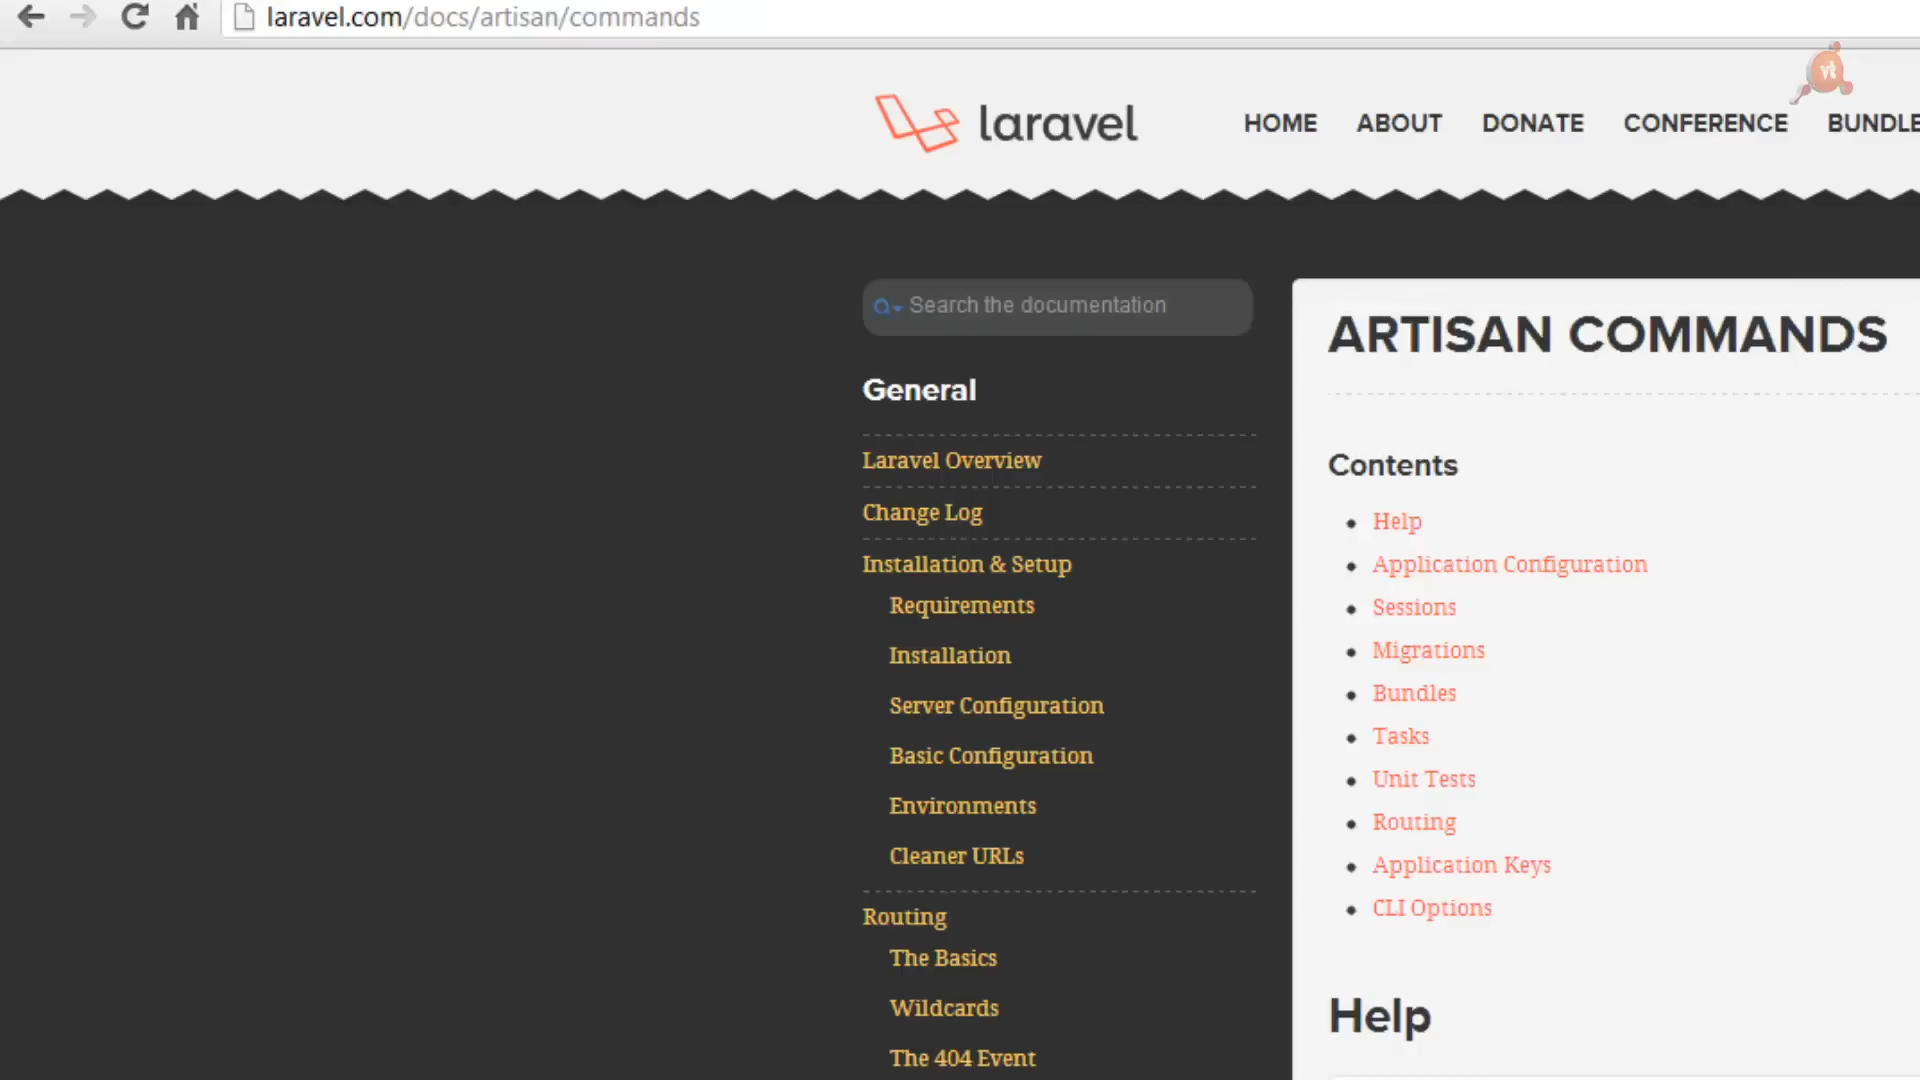 laravel.com/docs/artisan/commands
vt
laravel
HOME ABOUT DONATE CONFERENCE BUNDLE
Search the documentation
General
Laravel Overview
Change Log
Installation & Setup
Requirements
Installation
Server Configuration
Basic Configuration
Environments
Cleaner URLs
Routing
The Basics
Wildcards
The 404 Event
ARTISAN COMMANDS
Contents
Help
Application Configuration
Sessions
Migrations
Bundles
Tasks
Unit Tests
Routing
Application Keys
CLI Options
Help